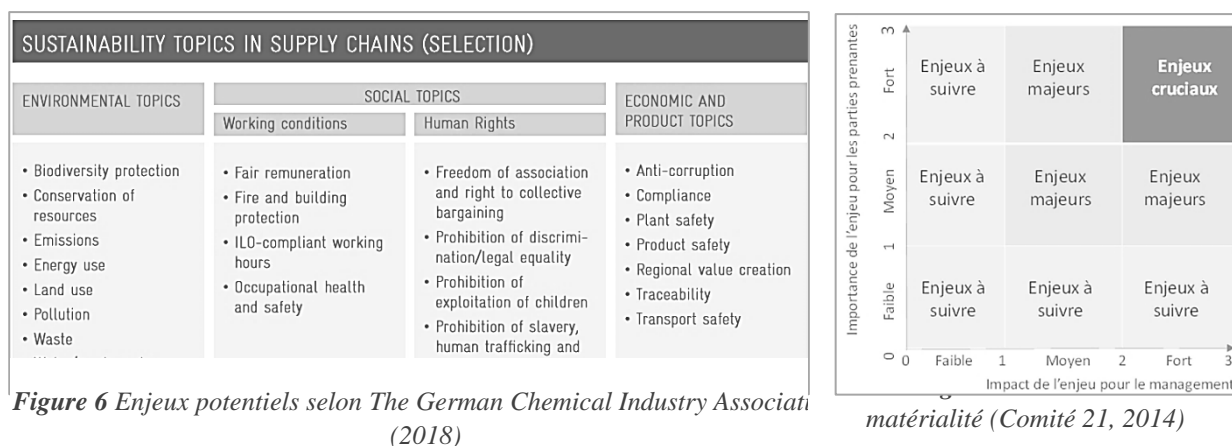 SUSTAINABILITY TOPICS IN SUPPLY CHAINS (SELECTION)
ENVIRONMENTAL TOPICS
• Biodiversity protection
• Conservation of
resources
• Emissions
• Energy use
• Land use
• Pollution
• Waste
SOCIAL TOPICS
Working conditions
• Fair remuneration
• Fire and building
protection
• ILO-compliant working
hours
• Occupational health
and safety
Human Rights
• Freedom of association
and right to collective
bargaining
• Prohibition of discrimi-
nation/legal equality
• Prohibition of
exploitation of children
• Prohibition of slavery,
human trafficking and
ECONOMIC AND
PRODUCT TOPICS
• Anti-corruption
• Compliance
• Plant safety
• Product safety
• Regional value creation
• Traceability
• Transport safety
Figure 6 Enjeux potentiels selon The German Chemical Industry Associati
(2018)
Importance de l'enjeu pour les parties prenantes
3
Fort
2
Moyen
1
Faible
0
Enjeux à
suivre
Enjeux
majeurs
Enjeux
cruciaux
Enjeux à
suivre
Enjeux
majeurs
Enjeux
majeurs
Enjeux à
suivre
Enjeux à
suivre
Enjeux à
suivre
0 Faible 1 Moyen 2 Fort 3
Impact de l'enjeu pour le management
matérialité (Comité 21, 2014)